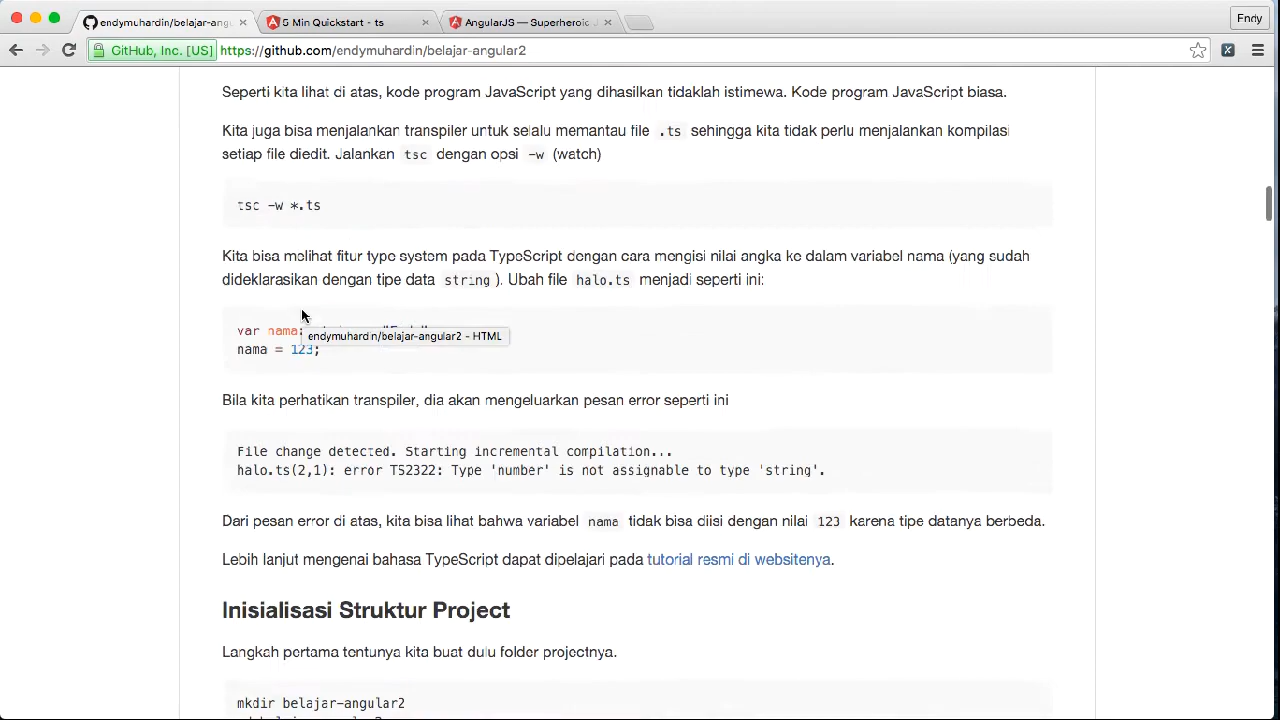 endymuhardin/belajar-ang
5 Min Quickstart - ts
AngularJS — Superheroic J
Endy
GitHub, Inc. [US] https://github.com/endymuhardin/belajar-angular2
Seperti kita lihat di atas, kode program JavaScript yang dihasilkan tidaklah istimewa. Kode program JavaScript biasa.
Kita juga bisa menjalankan transpiler untuk selalu memantau file .ts sehingga kita tidak perlu menjalankan kompilasi
setiap file diedit. Jalankan tsc dengan opsi -w (watch)
tsc -w *.ts
Kita bisa melihat fitur type system pada TypeScript dengan cara mengisi nilai angka ke dalam variabel nama (yang sudah
dideklarasikan dengan tipe data string ). Ubah file halo.ts menjadi seperti ini:
var nama:
endymuhardin/belajar-angular2 - HTML
nama = 123;
Bila kita perhatikan transpiler, dia akan mengeluarkan pesan error seperti ini
File change detected. Starting incremental compilation...
halo.ts(2,1): error TS2322: Type 'number' is not assignable to type 'string'.
Dari pesan error di atas, kita bisa lihat bahwa variabel nama tidak bisa diisi dengan nilai 123 karena tipe datanya berbeda.
Lebih lanjut mengenai bahasa TypeScript dapat dipelajari pada tutorial resmi di websitenya.
Inisialisasi Struktur Project
Langkah pertama tentunya kita buat dulu folder projectnya.
mkdir belajar-angular2